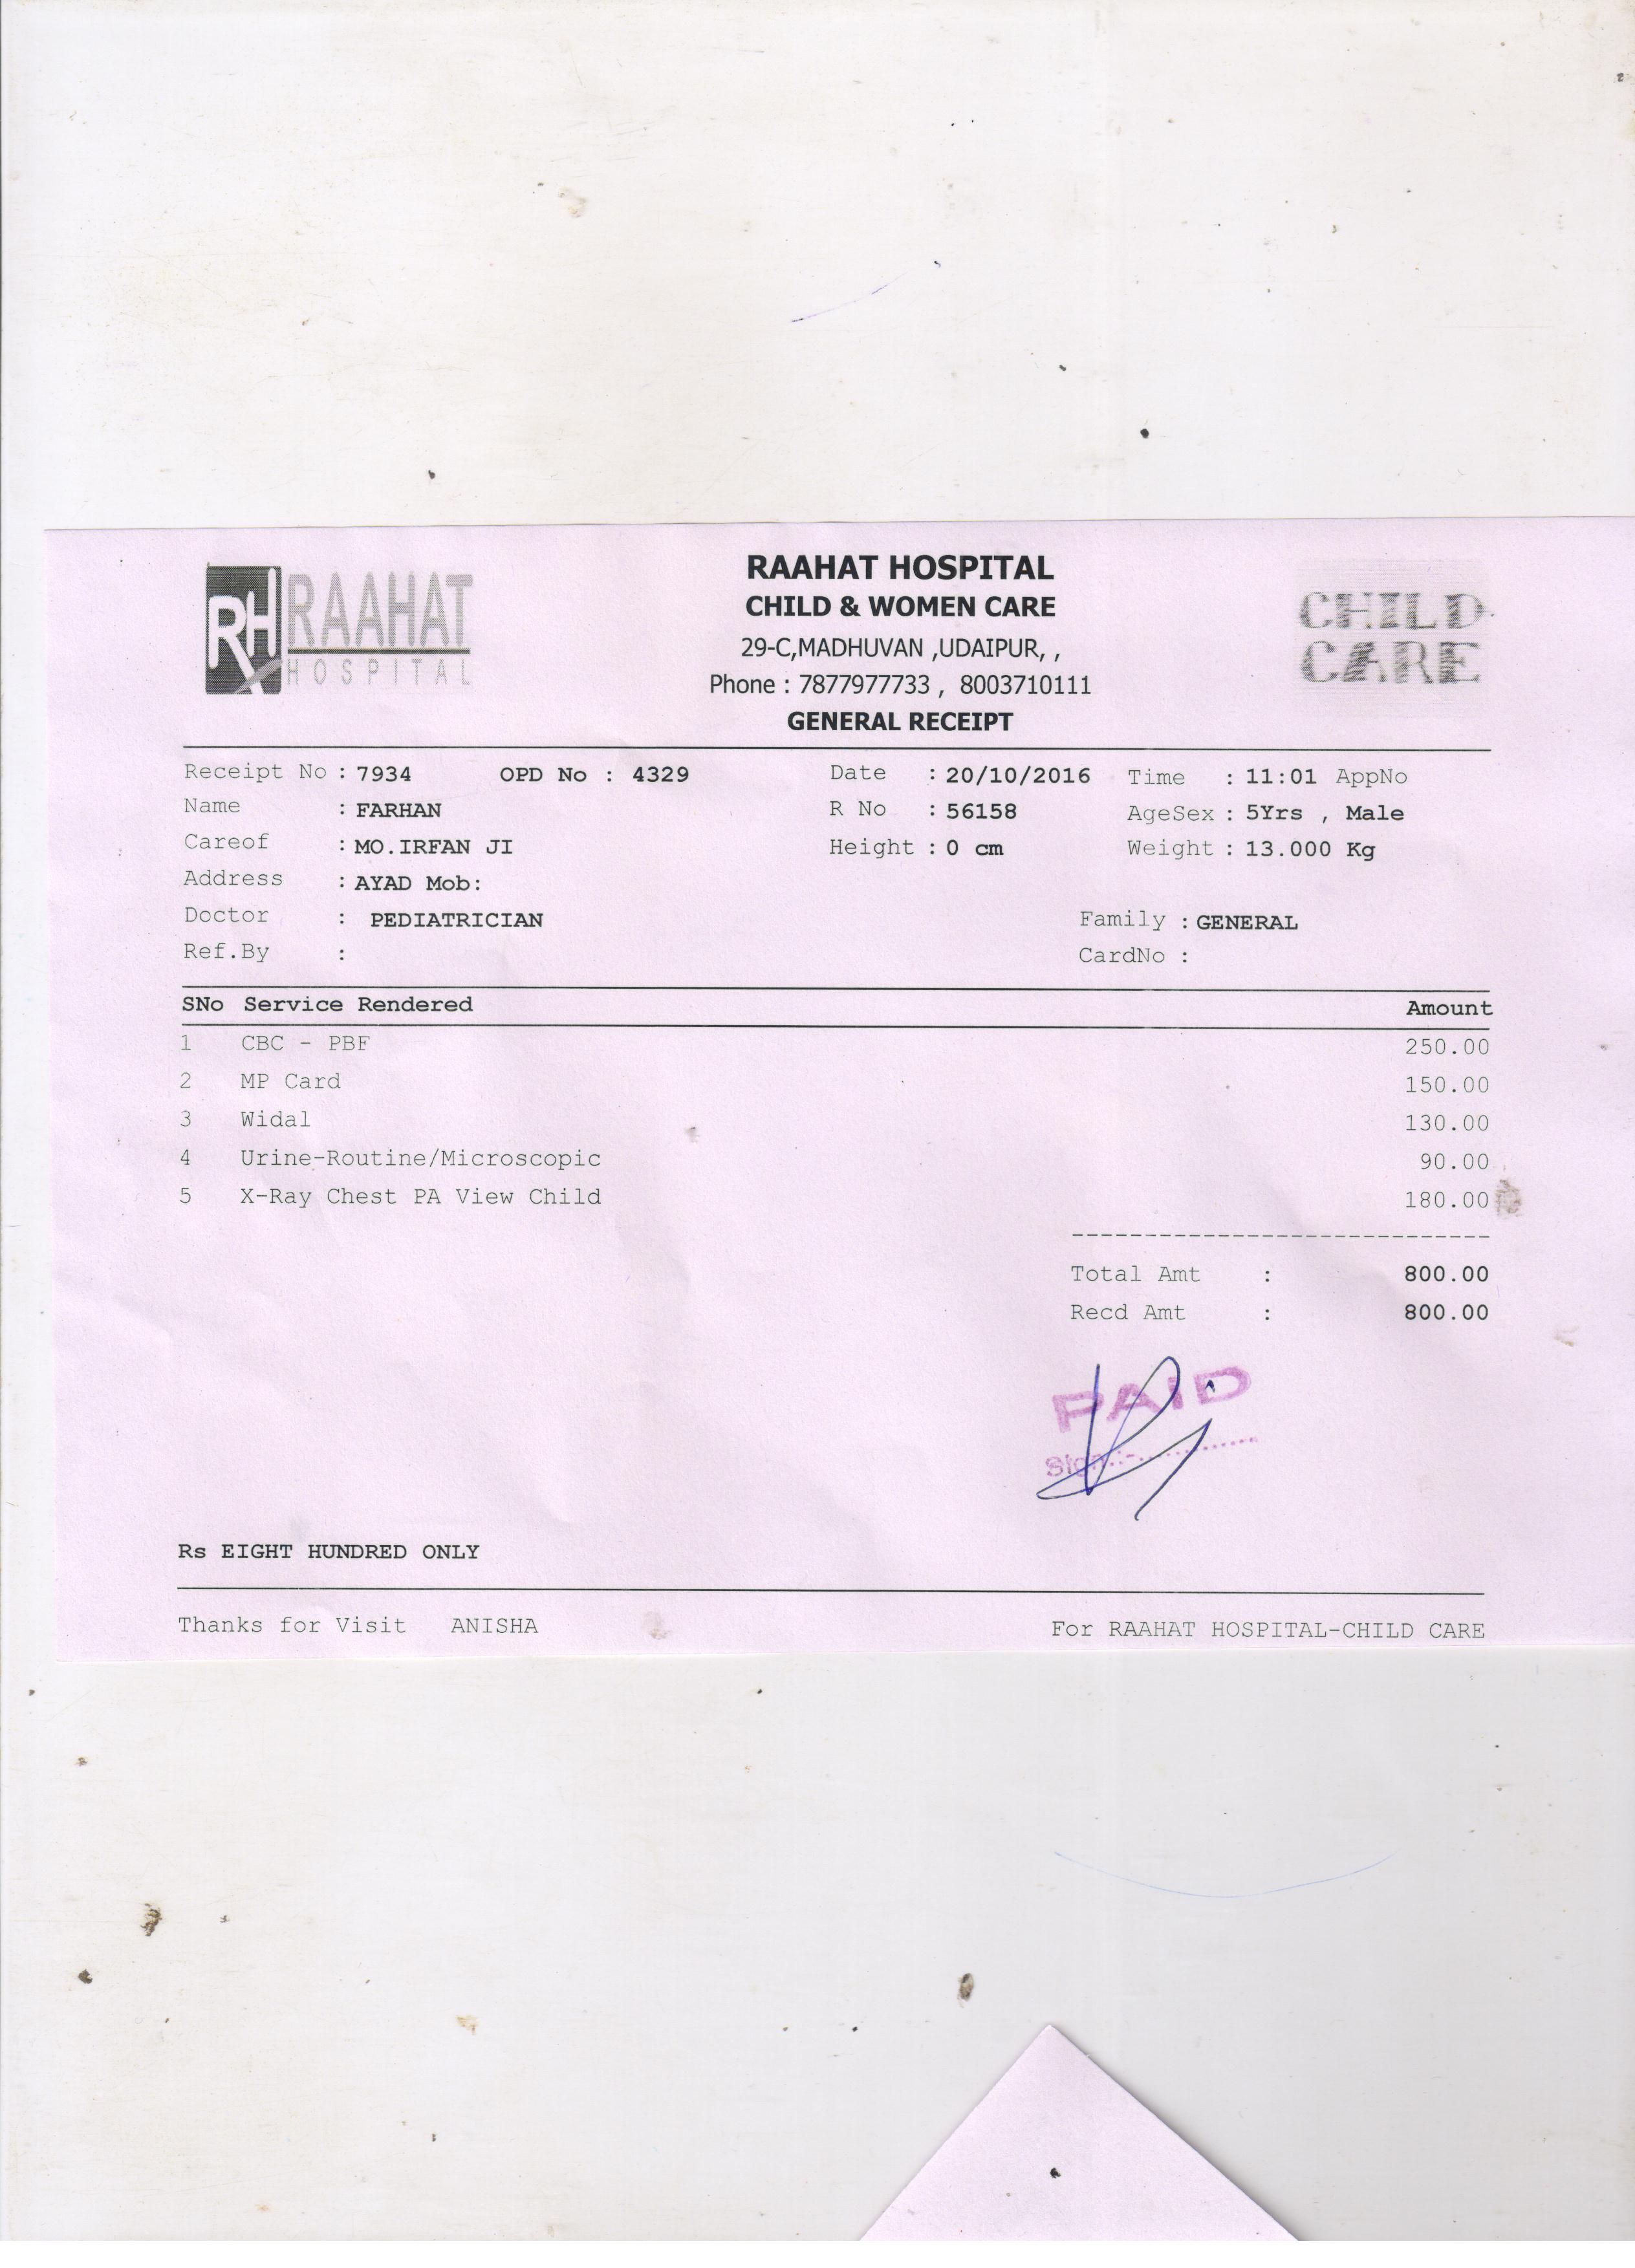 RH RAAHAT
HOSPITAL
RAAHAT HOSPITAL
CHILD & WOMEN CARE
29-C,MADHUVAN ,UDAIPUR, ,
Phone : 7877977733 , 8003710111
GENERAL RECEIPT
CHILD
CARE
Receipt No : 7934 OPD No : 4329 Date : 20/10/2016 Time : 11:01 AppNo
Name : FARHAN R No : 56158 AgeSex : 5Yrs , Male
Careof : MO.IRFAN JI Height : 0 cm Weight : 13.000 Kg
Address : AYAD Mob:
Doctor : PEDIATRICIAN Family : GENERAL
Ref.By : CardNo :
SNo Service Rendered Amount
1 CBC - PBF 250.00
2 MP Card 150.00
3 Widal 130.00
4 Urine-Routine/Microscopic 90.00
5 X-Ray Chest PA View Child 180.00
Total Amt : 800.00
Recd Amt : 800.00
PAID
Sign.:-............
Rs EIGHT HUNDRED ONLY
Thanks for Visit ANISHA For RAAHAT HOSPITAL-CHILD CARE